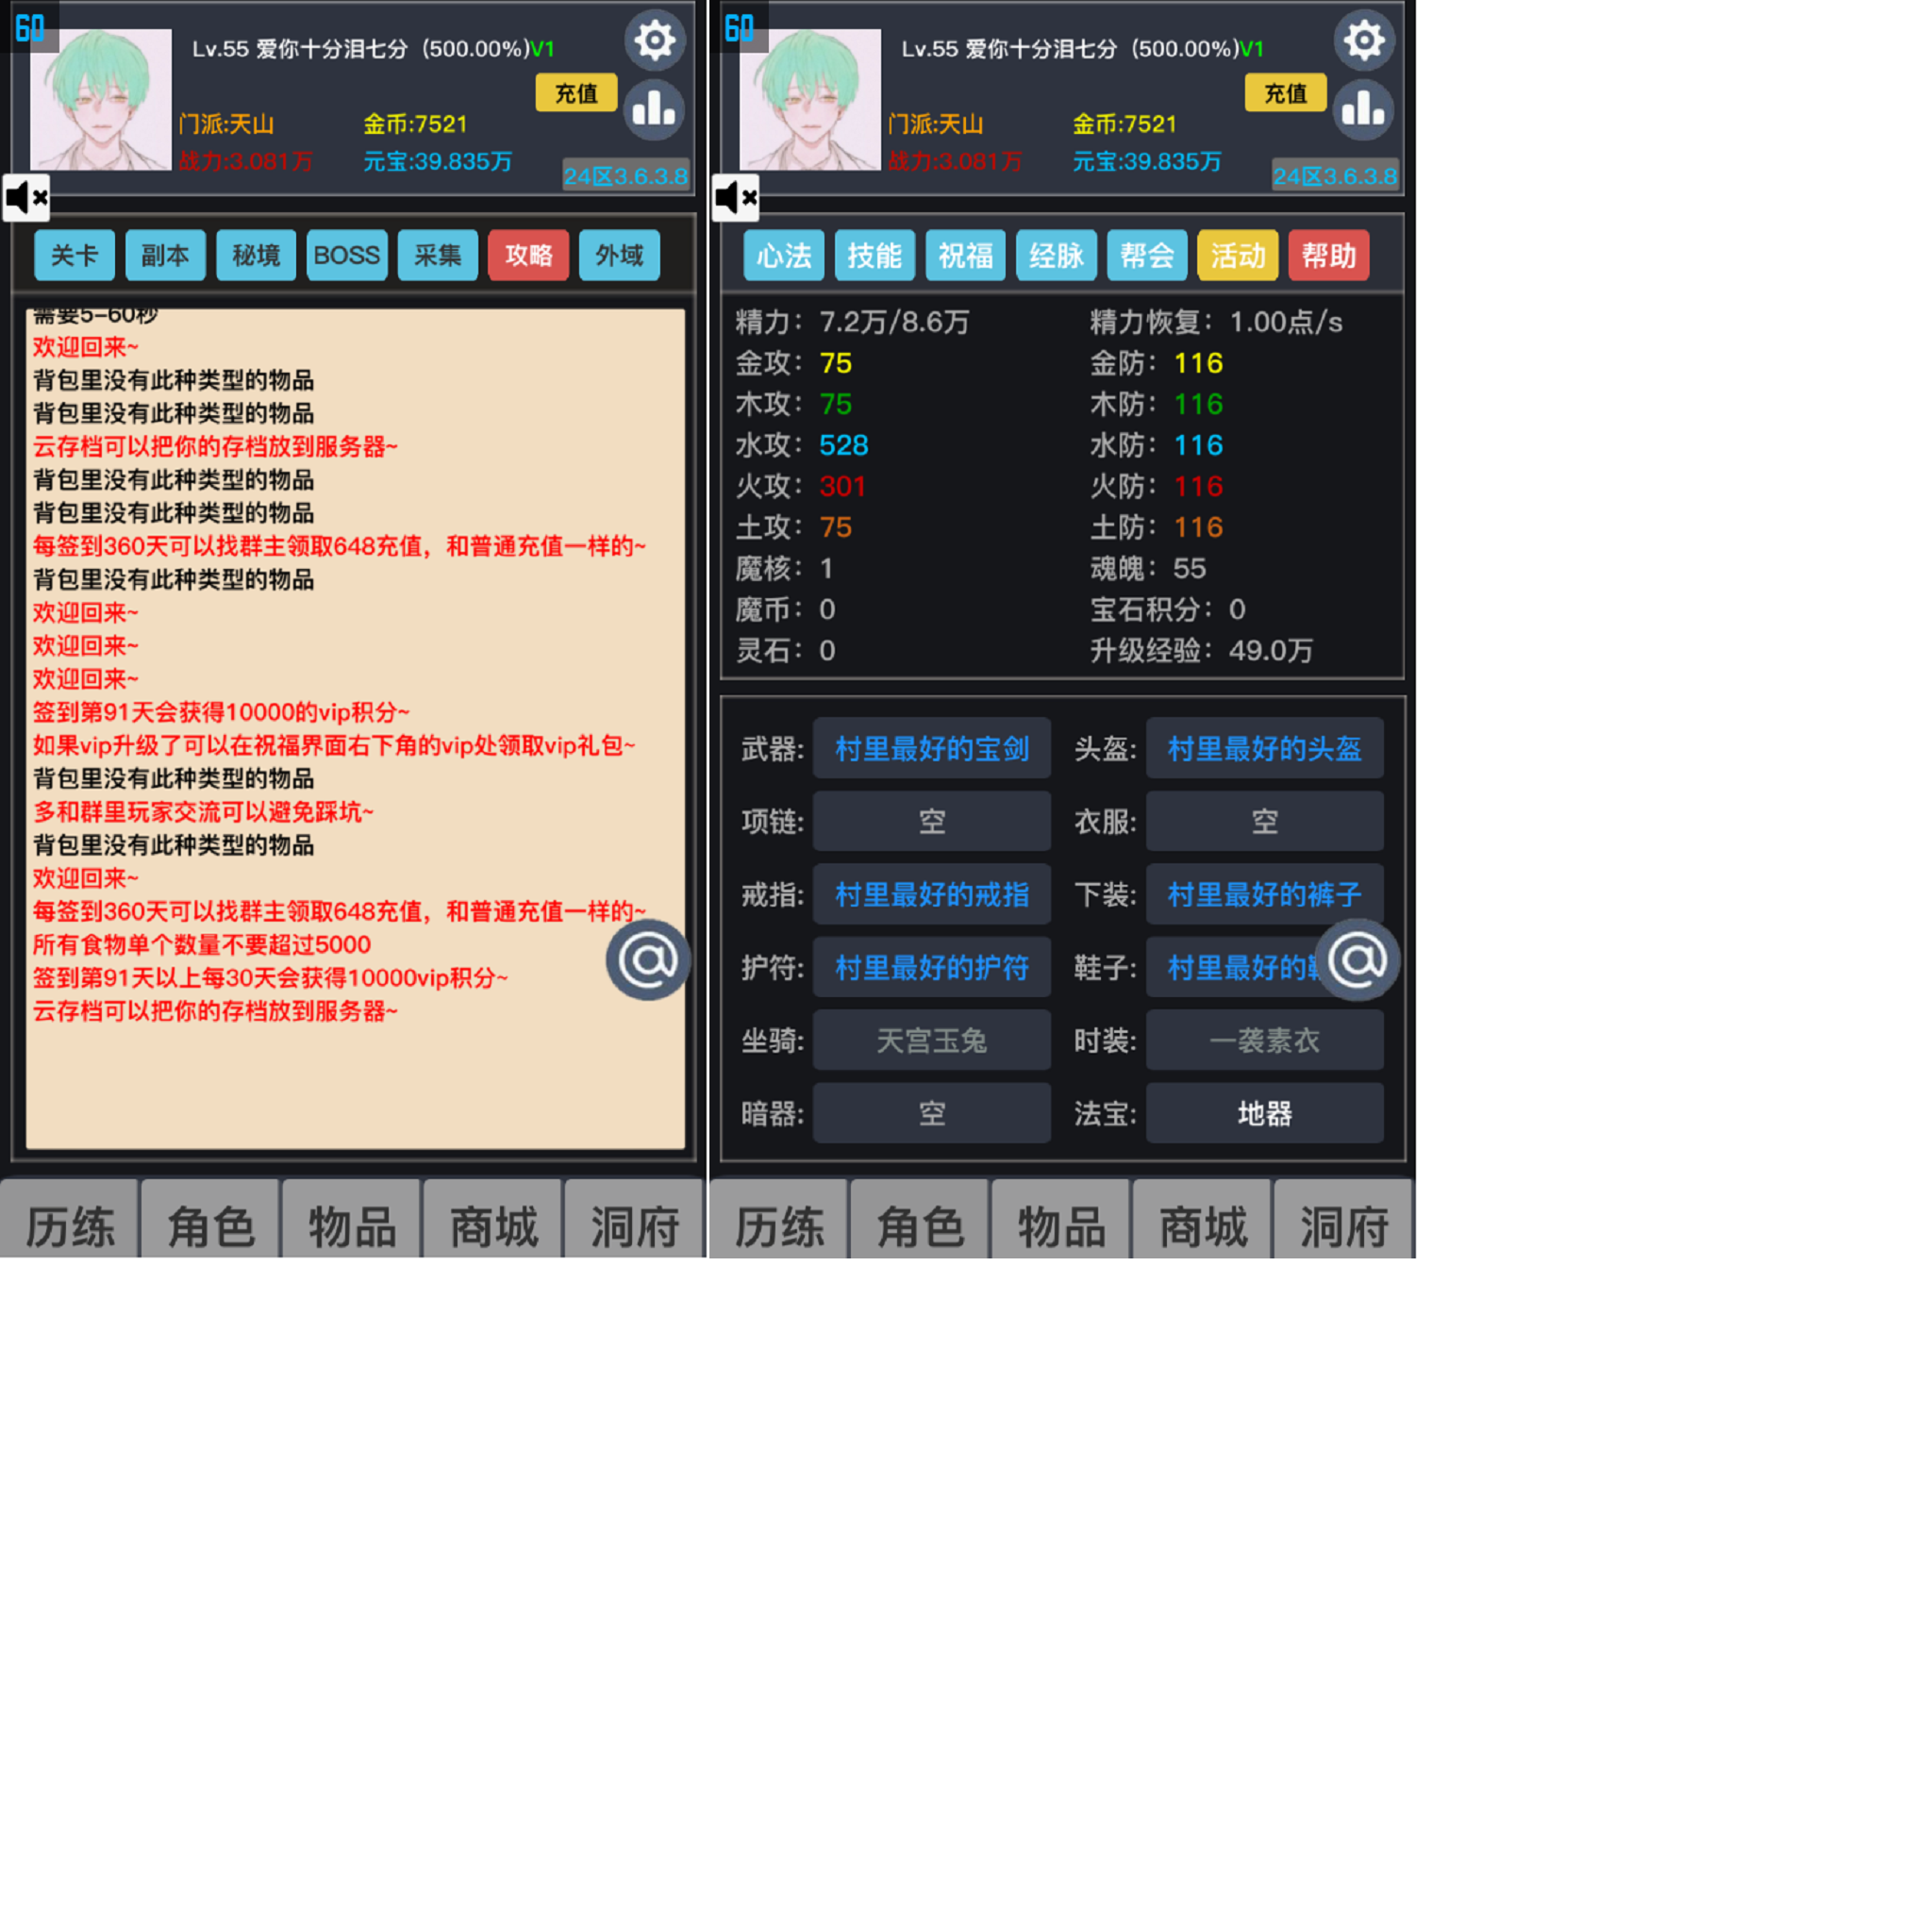 60
Lv.55 爱你十分泪七分 (500.00%)V1
充值
门派:天山 金币:7521
战力:3.081万 元宝:39.835万
24区3.6.3.8
关卡 副本 秘境 BOSS 采集 攻略 外域
需要5-60秒
欢迎回来~
背包里没有此种类型的物品
背包里没有此种类型的物品
云存档可以把你的存档放到服务器~
背包里没有此种类型的物品
背包里没有此种类型的物品
每签到360天可以找群主领取648充值，和普通充值一样的~
背包里没有此种类型的物品
欢迎回来~
欢迎回来~
欢迎回来~
签到第91天会获得10000的vip积分~
如果vip升级了可以在祝福界面右下角的vip处领取vip礼包~
背包里没有此种类型的物品
多和群里玩家交流可以避免踩坑~
背包里没有此种类型的物品
欢迎回来~
每签到360天可以找群主领取648充值，和普通充值一样的~
所有食物单个数量不要超过5000
签到第91天以上每30天会获得10000vip积分~
云存档可以把你的存档放到服务器~
@
历练 角色 物品 商城 洞府
60
Lv.55 爱你十分泪七分 (500.00%)V1
充值
门派:天山 金币:7521
战力:3.081万 元宝:39.835万
24区3.6.3.8
心法 技能 祝福 经脉 帮会 活动 帮助
精力：7.2万/8.6万 精力恢复：1.00点/s
金攻：75 金防：116
木攻：75 木防：116
水攻：528 水防：116
火攻：301 火防：116
土攻：75 土防：116
魔核：1 魂魄：55
魔币：0 宝石积分：0
灵石：0 升级经验：49.0万
武器: 村里最好的宝剑 头盔: 村里最好的头盔
项链: 空 衣服: 空
戒指: 村里最好的戒指 下装: 村里最好的裤子
护符: 村里最好的护符 鞋子: 村里最好的
@
坐骑: 天宫玉兔 时装: 一袭素衣
暗器: 空 法宝: 地器
历练 角色 物品 商城 洞府